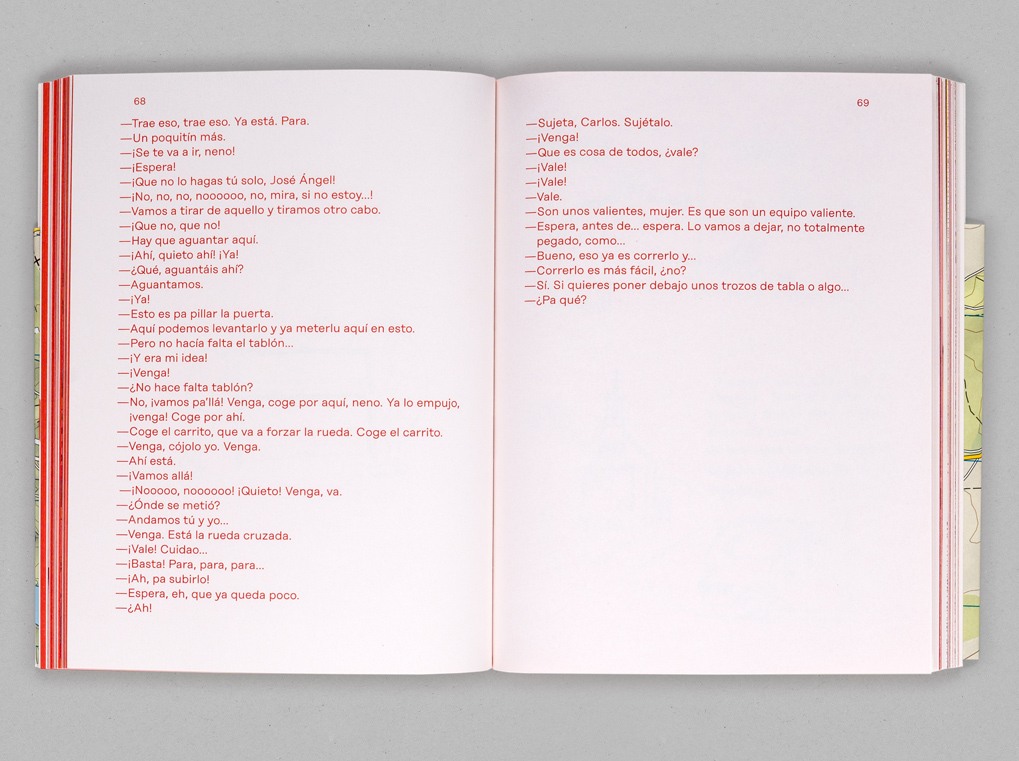 68
—Trae eso, trae eso. Ya está. Para.
—Un poquitín más.
—¡Se te va a ir, neno!
—¡Espera!
—¡Que no lo hagas tú solo, José Ángel!
—¡No, no, no, noooooo, no, mira, si no estoy...!
—Vamos a tirar de aquello y tiramos otro cabo.
—¡Que no, que no!
—Hay que aguantar aquí.
—¡Ahí, quieto ahí! ¡Ya!
—¿Qué, aguantáis ahí?
—Aguantamos.
—¡Ya!
—Esto es pa pillar la puerta.
—Aquí podemos levantarlo y ya meterlu aquí en esto.
—Pero no hacía falta el tablón...
—¡Y era mi idea!
—¡Venga!
—¿No hace falta tablón?
—No, ¡vamos pa'llá! Venga, coge por aquí, neno. Ya lo empujo,
¡venga! Coge por ahí.
—Coge el carrito, que va a forzar la rueda. Coge el carrito.
—Venga, cójolo yo. Venga.
—Ahí está.
—¡Vamos allá!
—¡Nooooo, noooooo! ¡Quieto! Venga, va.
—¿Ónde se metió?
—Andamos tú y yo...
—Venga. Está la rueda cruzada.
—¡Vale! Cuidao...
—¡Basta! Para, para, para...
—¡Ah, pa subirlo!
—Espera, eh, que ya queda poco.
—¿Ah!
69
—Sujeta, Carlos. Sujétalo.
—¡Venga!
—Que es cosa de todos, ¿vale?
—¡Vale!
—¡Vale!
—Vale.
—Son unos valientes, mujer. Es que son un equipo valiente.
—Espera, antes de... espera. Lo vamos a dejar, no totalmente
pegado, como...
—Bueno, eso ya es correrlo y...
—Correrlo es más fácil, ¿no?
—Sí. Si quieres poner debajo unos trozos de tabla o algo...
—¿Pa qué?